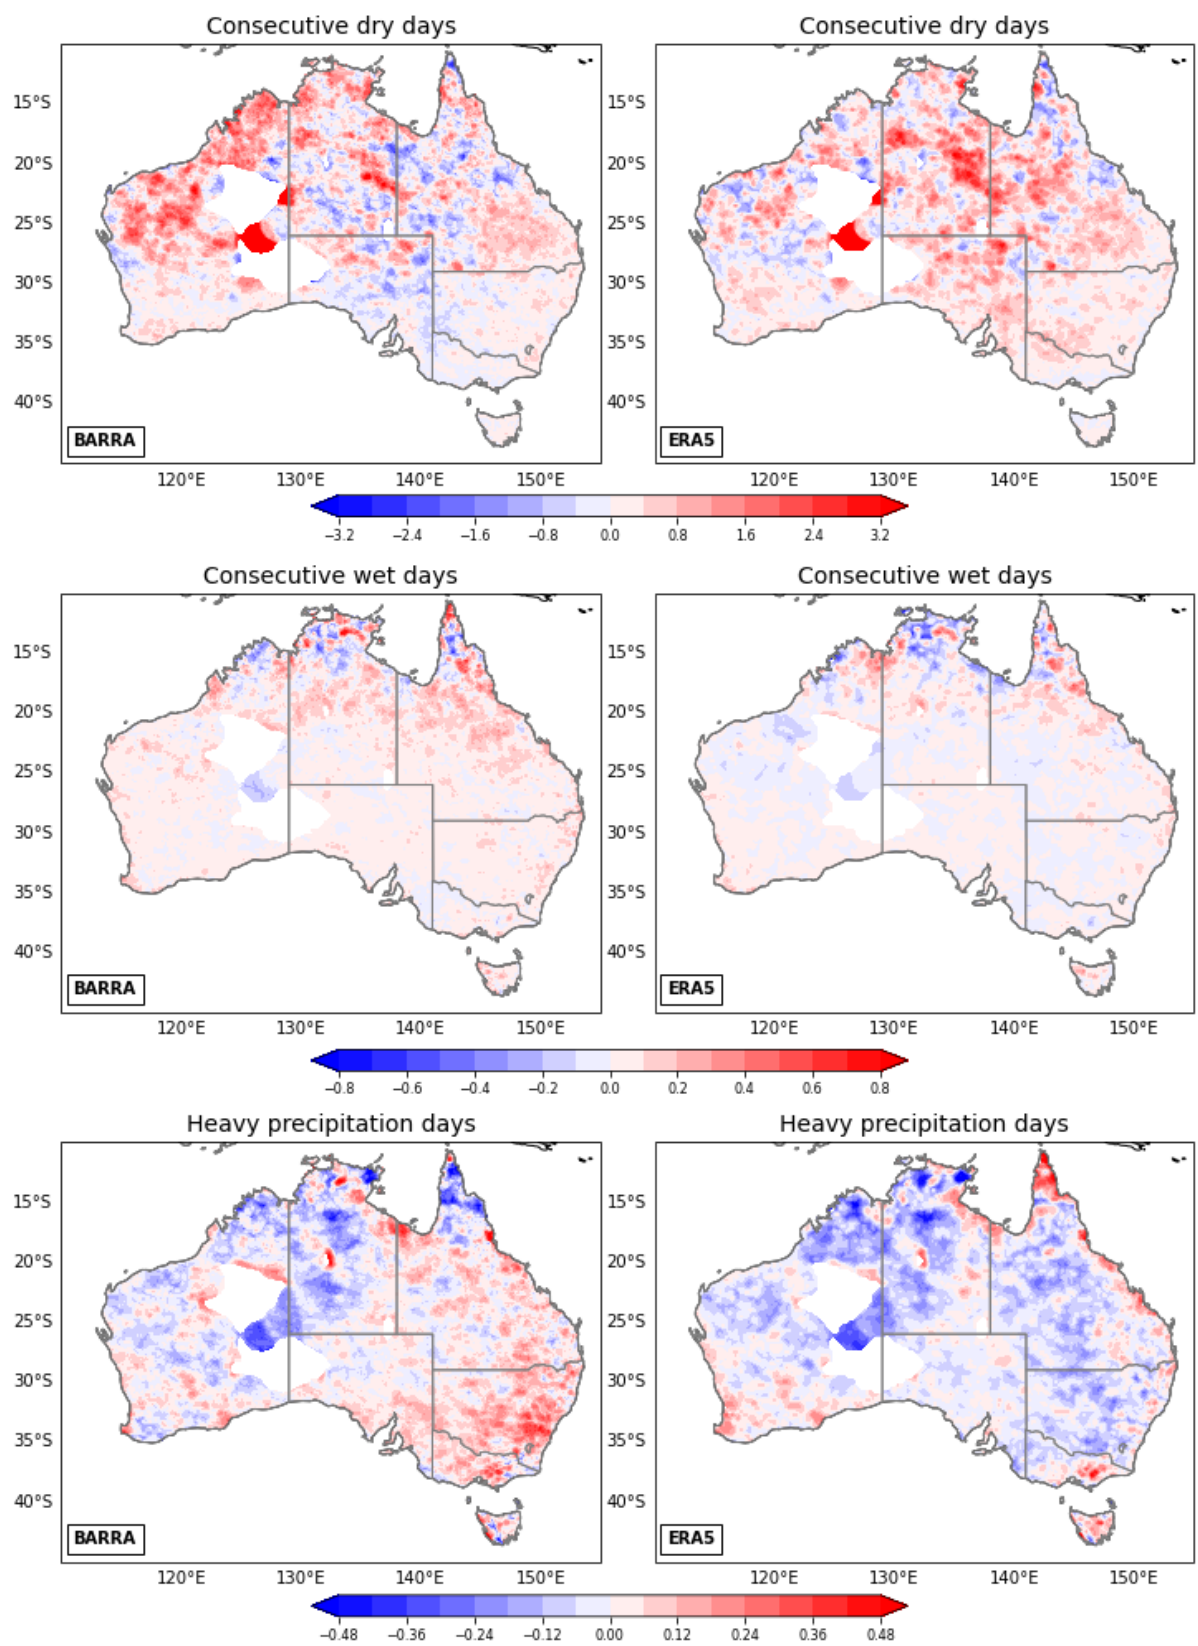 Consecutive dry days Consecutive dry days
15°S 15°S
20°S 20°S
25°S 25°S
30°S 30°S
35°S 35°S
40°S 40°S
BARRA ERA5
120°E 130°E 140°E 150°E 120°E 130°E 140°E 150°E
−3.2 −2.4 −1.6 −0.8 0.0 0.8 1.6 2.4 3.2
Consecutive wet days Consecutive wet days
15°S 15°S
20°S 20°S
25°S 25°S
30°S 30°S
35°S 35°S
40°S 40°S
BARRA ERA5
120°E 130°E 140°E 150°E 120°E 130°E 140°E 150°E
−0.8 −0.6 −0.4 −0.2 0.0 0.2 0.4 0.6 0.8
Heavy precipitation days Heavy precipitation days
15°S 15°S
20°S 20°S
25°S 25°S
30°S 30°S
35°S 35°S
40°S 40°S
BARRA ERA5
120°E 130°E 140°E 150°E 120°E 130°E 140°E 150°E
−0.48 −0.36 −0.24 −0.12 0.00 0.12 0.24 0.36 0.48